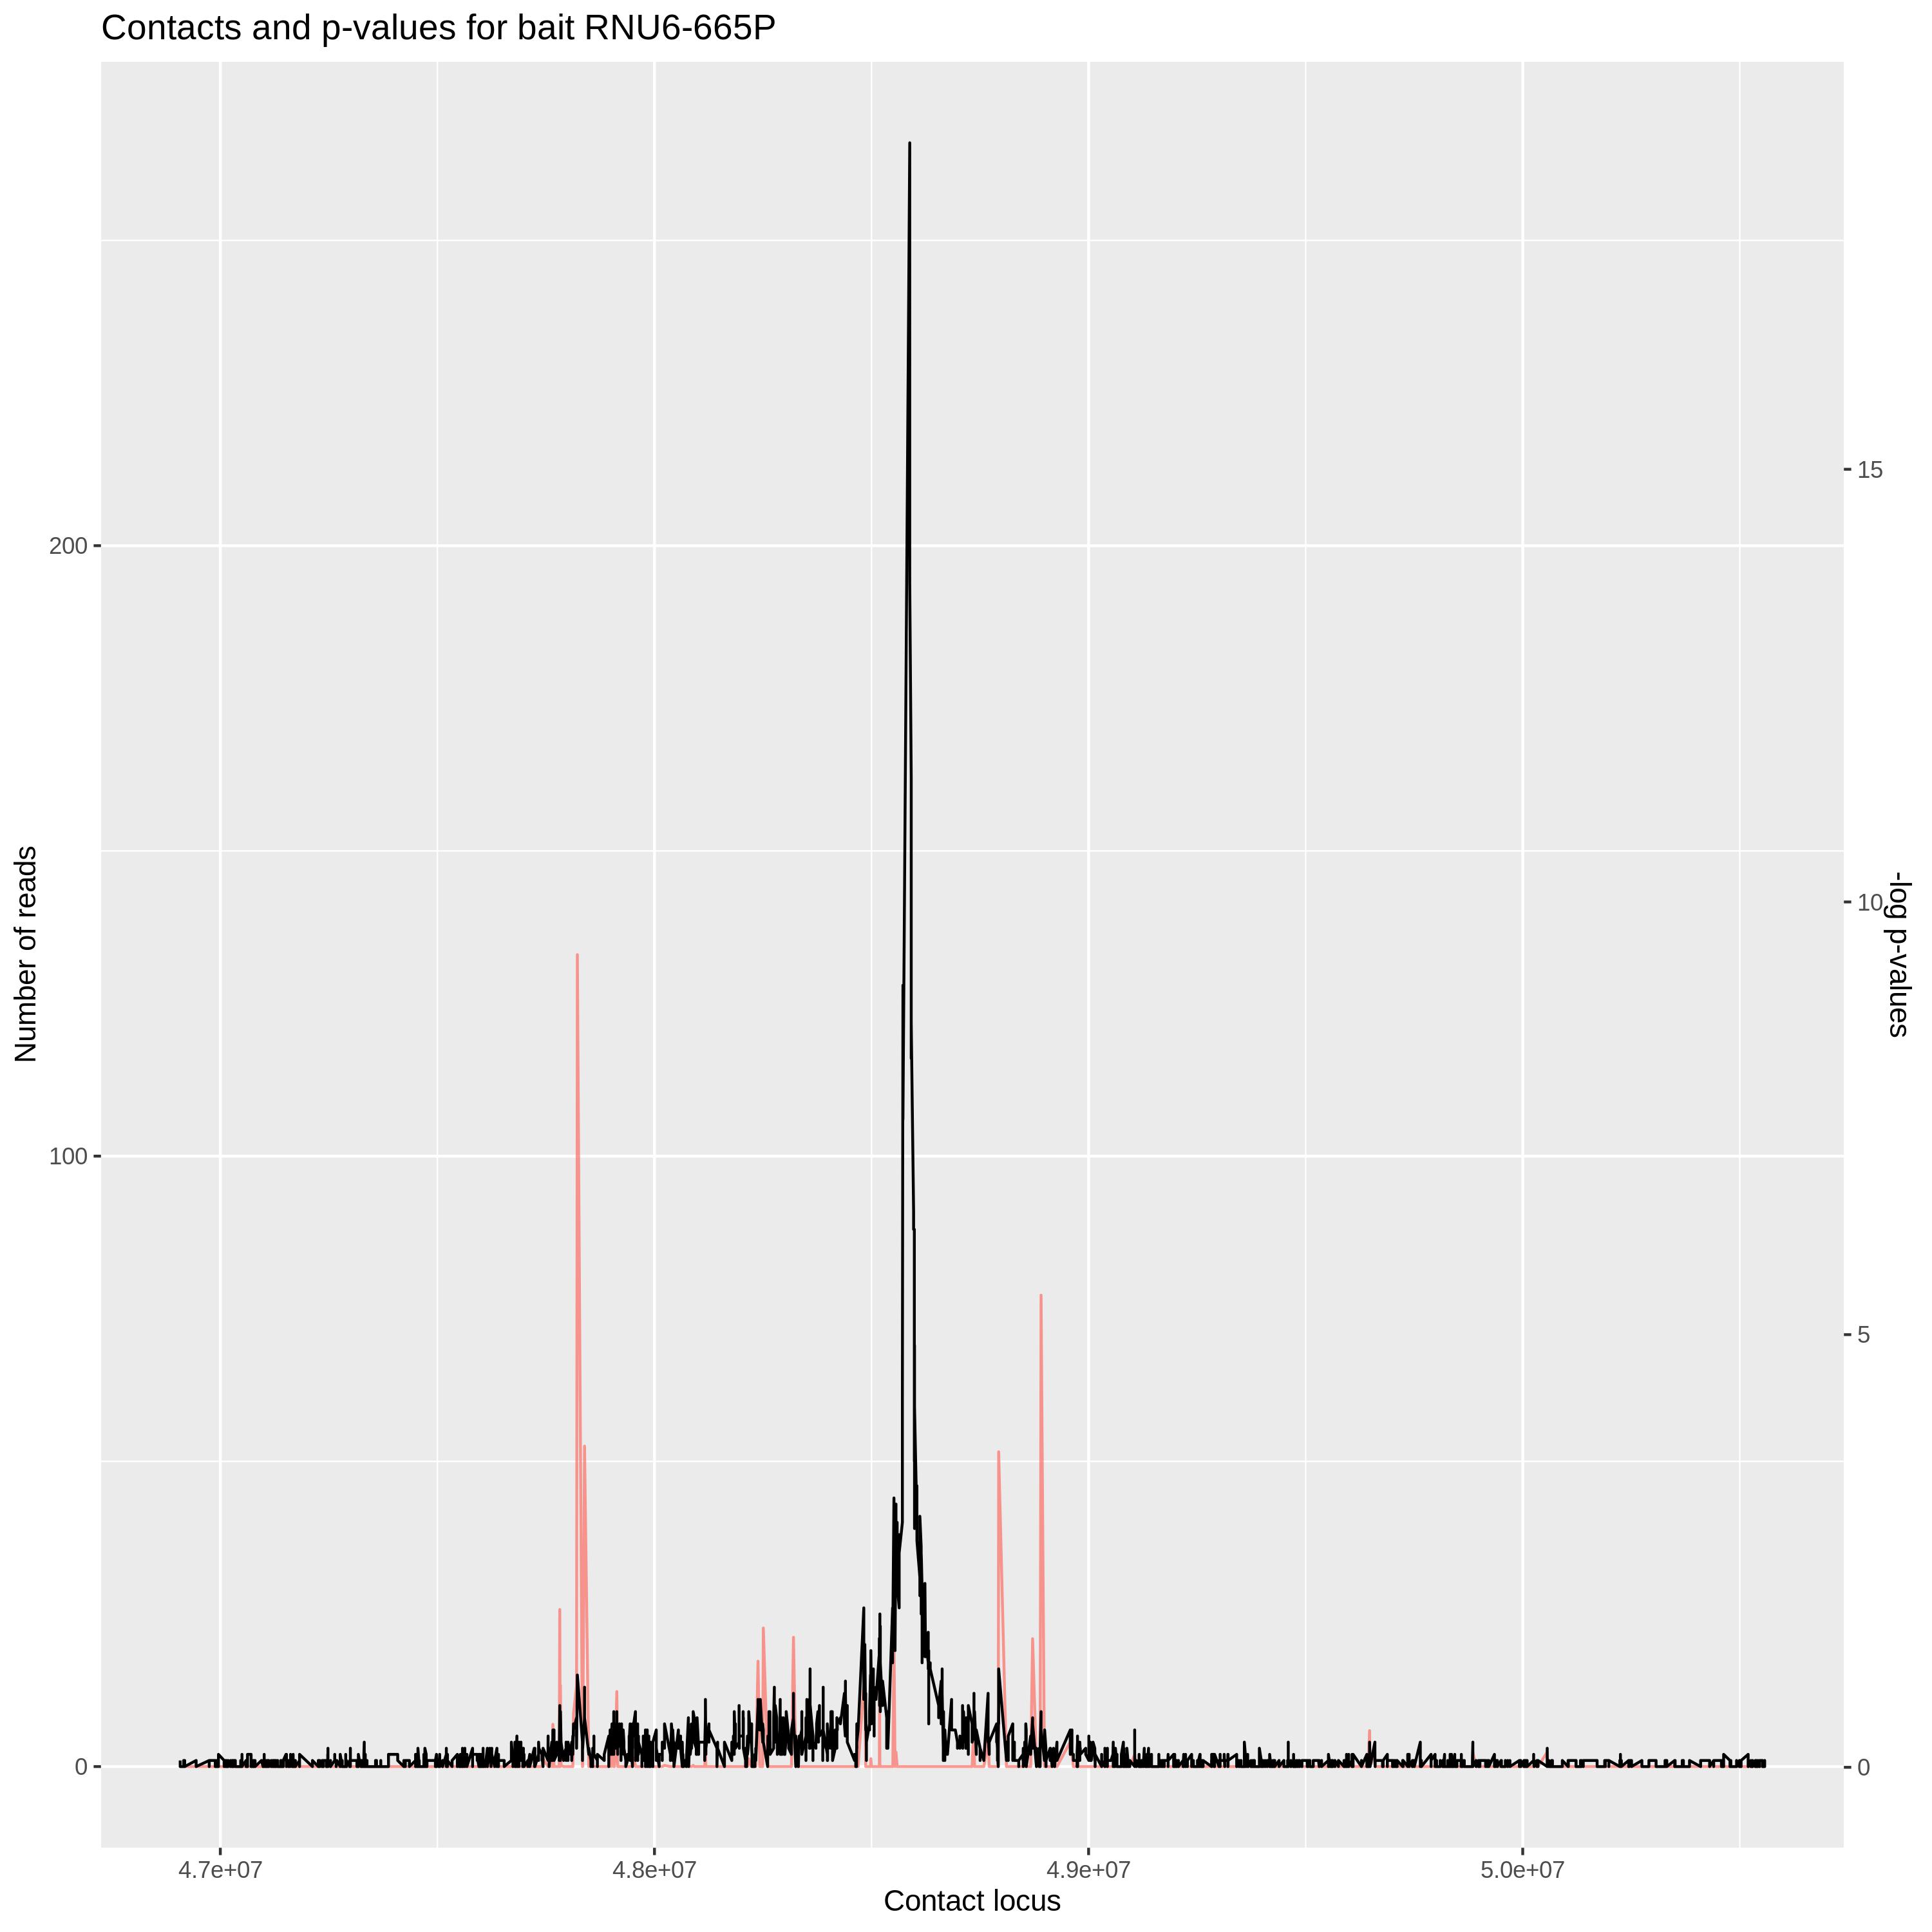 Contacts and p-values for bait RNU6-665P
Number of reads
200
100
0
15
10
5
0
-log p-values
4.7e+07
4.8e+07
4.9e+07
5.0e+07
Contact locus